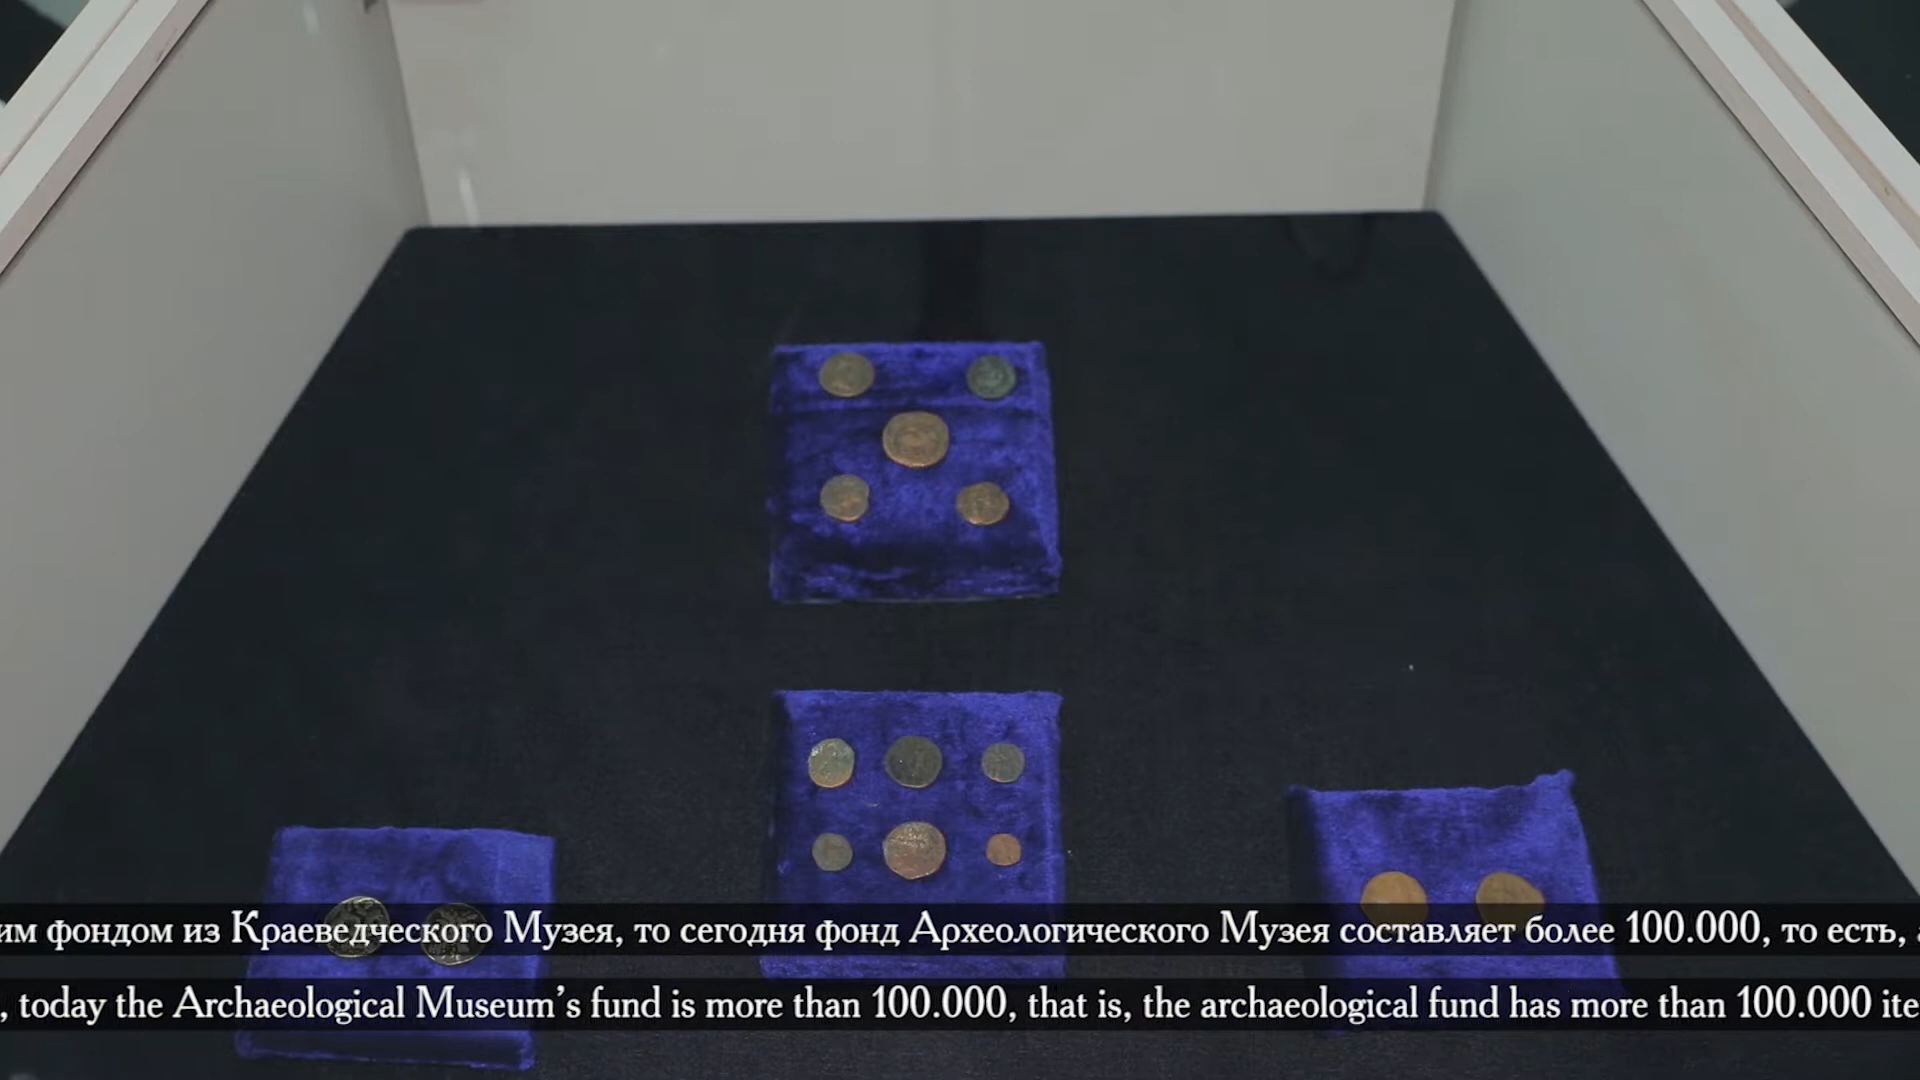 им фондом из Краеведческого Музея, то сегодня фонд Археологического Музея составляет более 100.000, то есть,
, today the Archaeological Museum’s fund is more than 100.000, that is, the archaeological fund has more than 100.000 ite